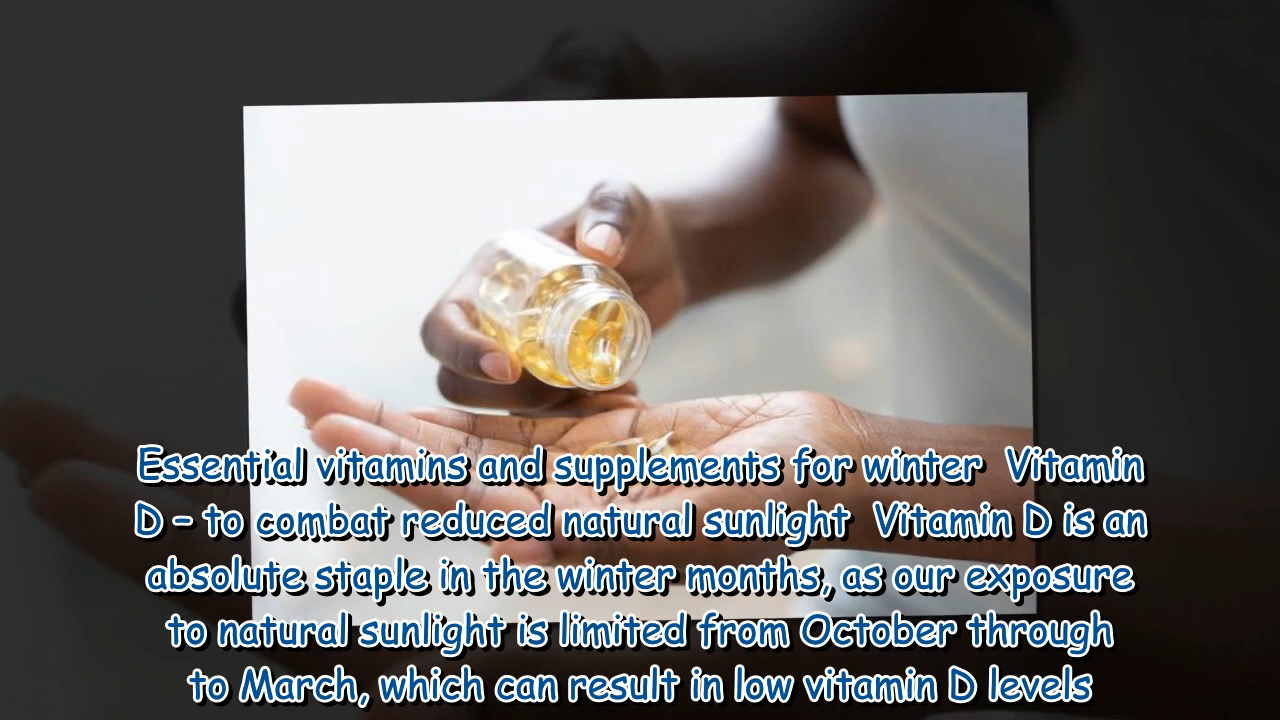 Essential vitamins and supplements for winter  Vitamin
D – to combat reduced natural sunlight  Vitamin D is an
absolute staple in the winter months, as our exposure
to natural sunlight is limited from October through
to March, which can result in low vitamin D levels